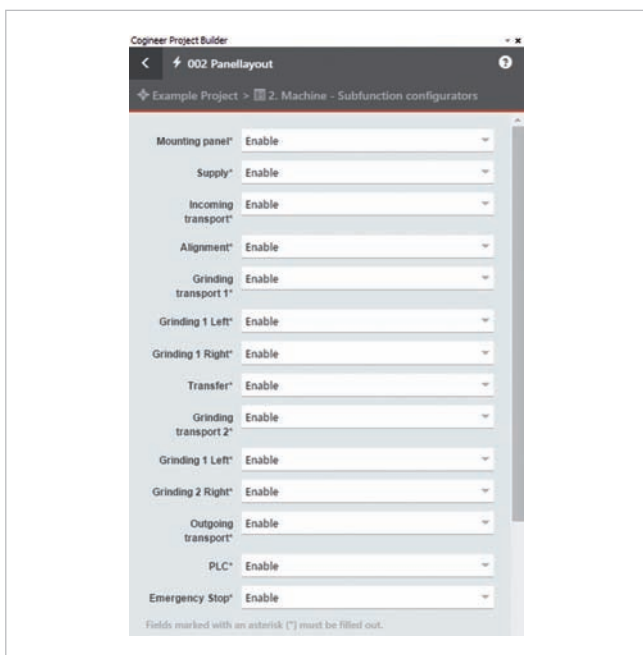 Cogineer Project Builder
002 Panellayout
Example Project > 2. Machine - Subfunction configurators
Mounting panel* Enable
Supply* Enable
Incoming transport* Enable
Alignment* Enable
Grinding transport 1* Enable
Grinding 1 Left* Enable
Grinding 1 Right* Enable
Transfer* Enable
Grinding transport 2* Enable
Grinding 1 Left* Enable
Grinding 2 Right* Enable
Outgoing transport* Enable
PLC* Enable
Emergency Stop* Enable
Fields marked with an asterisk (*) must be filled out.